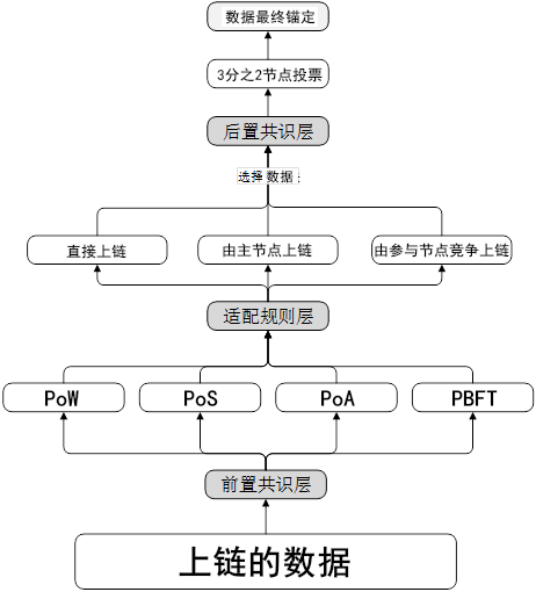 数据最终锚定
3分之2节点投票
后置共识层
选择数据:
直接上链
由主节点上链
由参与节点竞争上链
适配规则层
PoW
PoS
PoA
PBFT
前置共识层
上链的数据